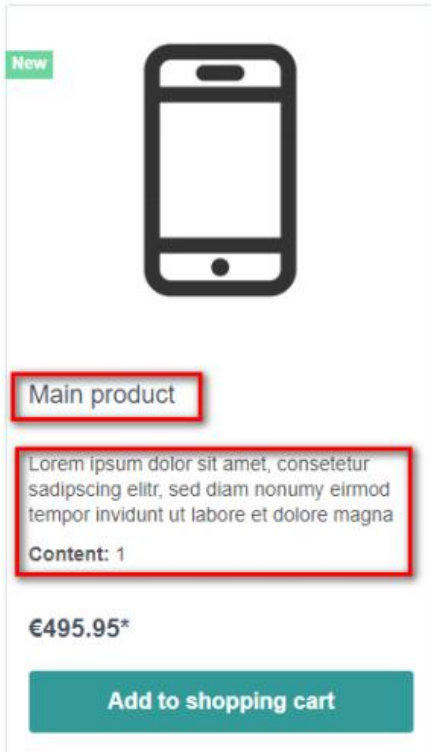 New
Main product
Lorem ipsum dolor sit amet, consetetur
sadipscing elitr, sed diam nonumy eirmod
tempor invidunt ut labore et dolore magna
Content: 1
€495.95*
Add to shopping cart